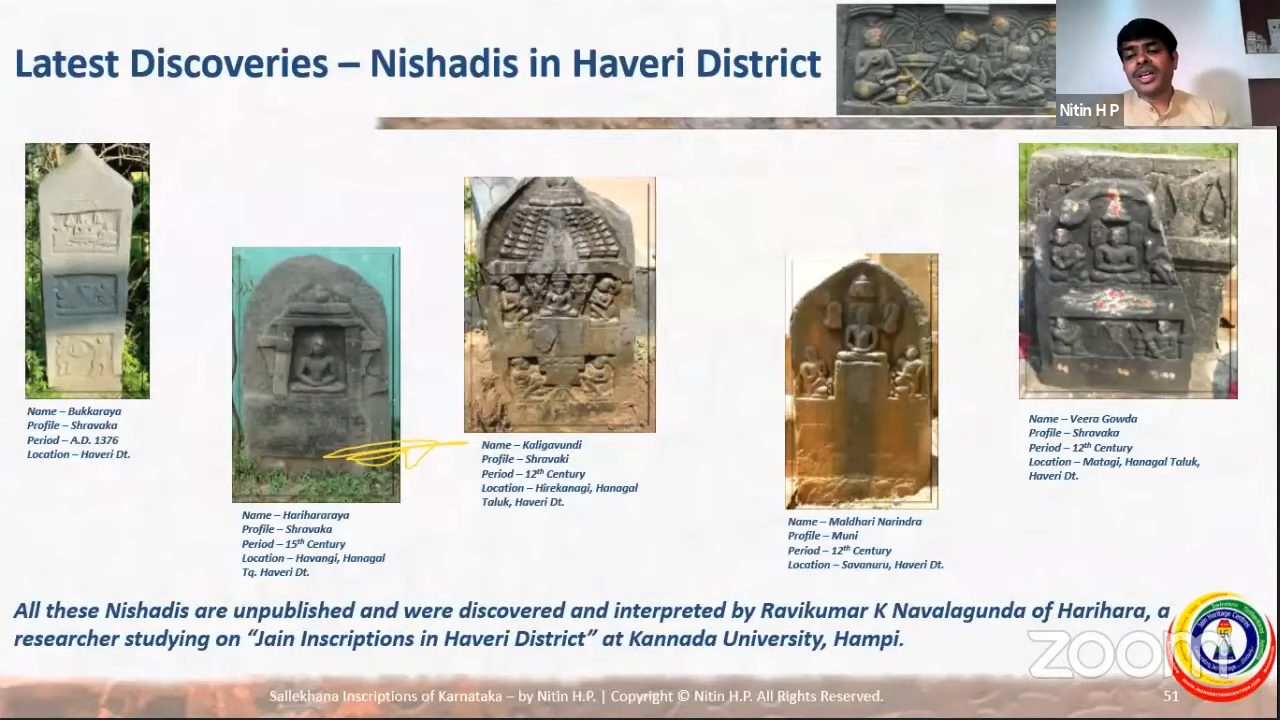 Latest Discoveries – Nishadis in Haveri District
Nitin H P
Name – Bukkaraya
Profile – Shravaka
Period – A.D. 1376
Location – Haveri Dt.
Name – Harihararaya
Profile – Shravaka
Period – 15th Century
Location – Havangi, Hanagal
Tq. Haveri Dt.
Name – Kaligavundi
Profile – Shravaki
Period – 12th Century
Location – Hirekanagi, Hanagal
Taluk, Haveri Dt.
Name – Maldhari Narindra
Profile – Muni
Period – 12th Century
Location – Savanuru, Haveri Dt.
Name – Veera Gowda
Profile – Shravaka
Period – 12th Century
Location – Matagi, Hanagal Taluk,
Haveri Dt.
All these Nishadis are unpublished and were discovered and interpreted by Ravikumar K Navalagunda of Harihara, a
researcher studying on “Jain Inscriptions in Haveri District” at Kannada University, Hampi.
zoom
Sallekhana Inscriptions of Karnataka – by Nitin H.P. | Copyright © Nitin H.P. All Rights Reserved.
51